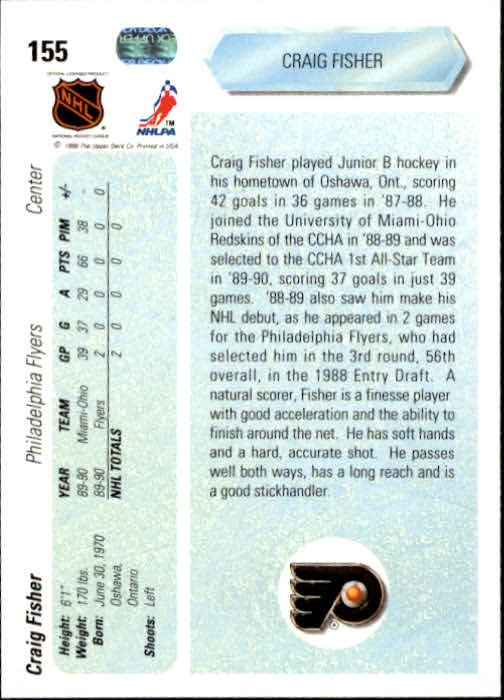 155
UPPER DECK
CRAIG FISHER
OFFICIAL LICENSED PRODUCT
NHL
NATIONAL HOCKEY LEAGUE
NHLPA
TM
© 1990 The Upper Deck Co. Printed in USA
Craig Fisher played Junior B hockey in
his hometown of Oshawa, Ont., scoring
42 goals in 36 games in '87-88. He
joined the University of Miami-Ohio
Redskins of the CCHA in '88-89 and was
selected to the CCHA 1st All-Star Team
in '89-90, scoring 37 goals in just 39
games. '88-89 also saw him make his
NHL debut, as he appeared in 2 games
for the Philadelphia Flyers, who had
selected him in the 3rd round, 56th
overall, in the 1988 Entry Draft. A
natural scorer, Fisher is a finesse player
with good acceleration and the ability to
finish around the net. He has soft hands
and a hard, accurate shot. He passes
well both ways, has a long reach and is
a good stickhandler.
®
Craig Fisher Philadelphia Flyers Center
Height: 6'1"
Weight: 170 lbs.
Born: June 30, 1970
Oshawa,
Ontario
Shoots: Left
YEAR TEAM GP G A PTS PIM +/-
89-90 Miami-Ohio 39 37 29 66 38 -
89-90 Flyers 2 0 0 0 0 0
NHL TOTALS 2 0 0 0 0